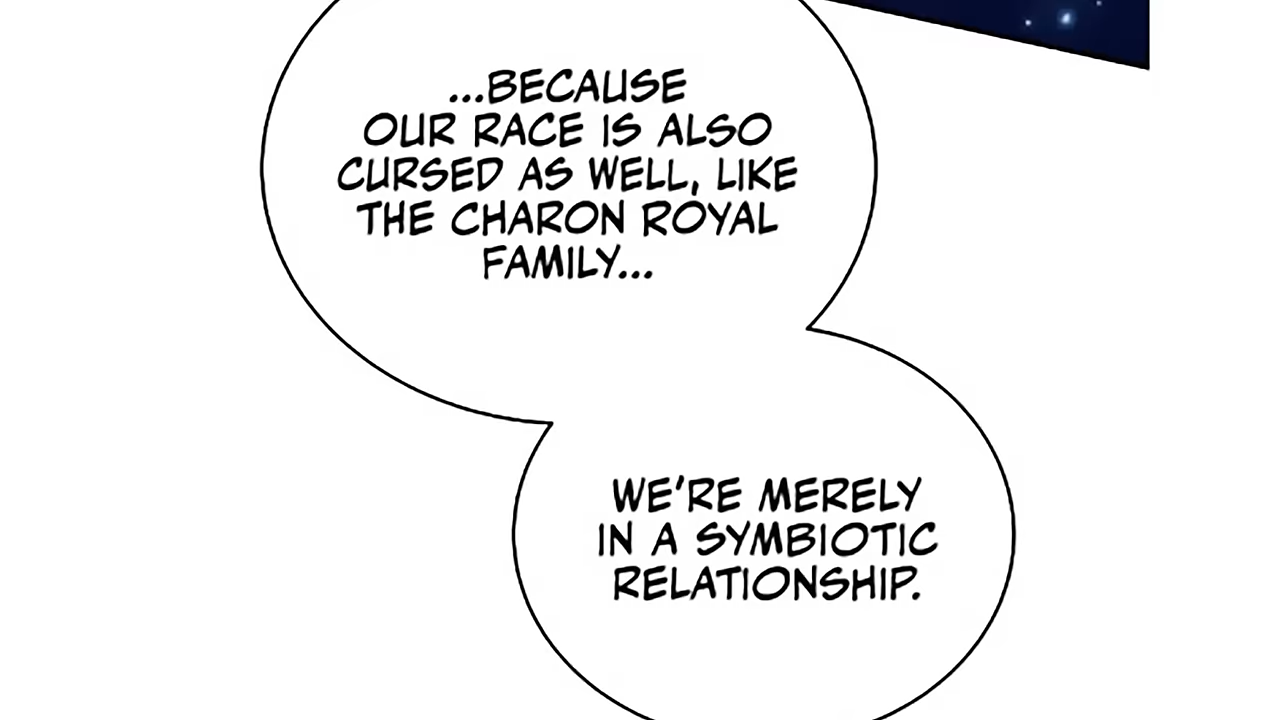 ...BECAUSE
OUR RACE IS ALSO
CURSED AS WELL, LIKE
THE CHARON ROYAL
FAMILY...
WE'RE MERELY
IN A SYMBIOTIC
RELATIONSHIP.